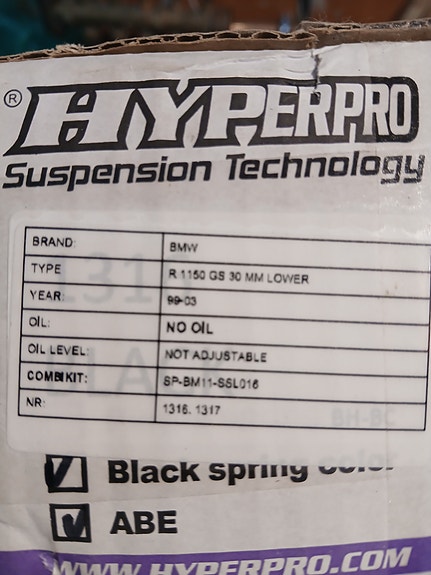 ® HYPERPRO
Suspension Technology
BRAND: BMW
TYPE R 1150 GS 30 MM LOWER
YEAR: 99-03
OIL: NO OIL
OIL LEVEL: NOT ADJUSTABLE
COMBIKIT: SP-BM11-SSL016
NR: 1316. 1317
Black spring color
ABE
WWW.HYPERPRO.COM